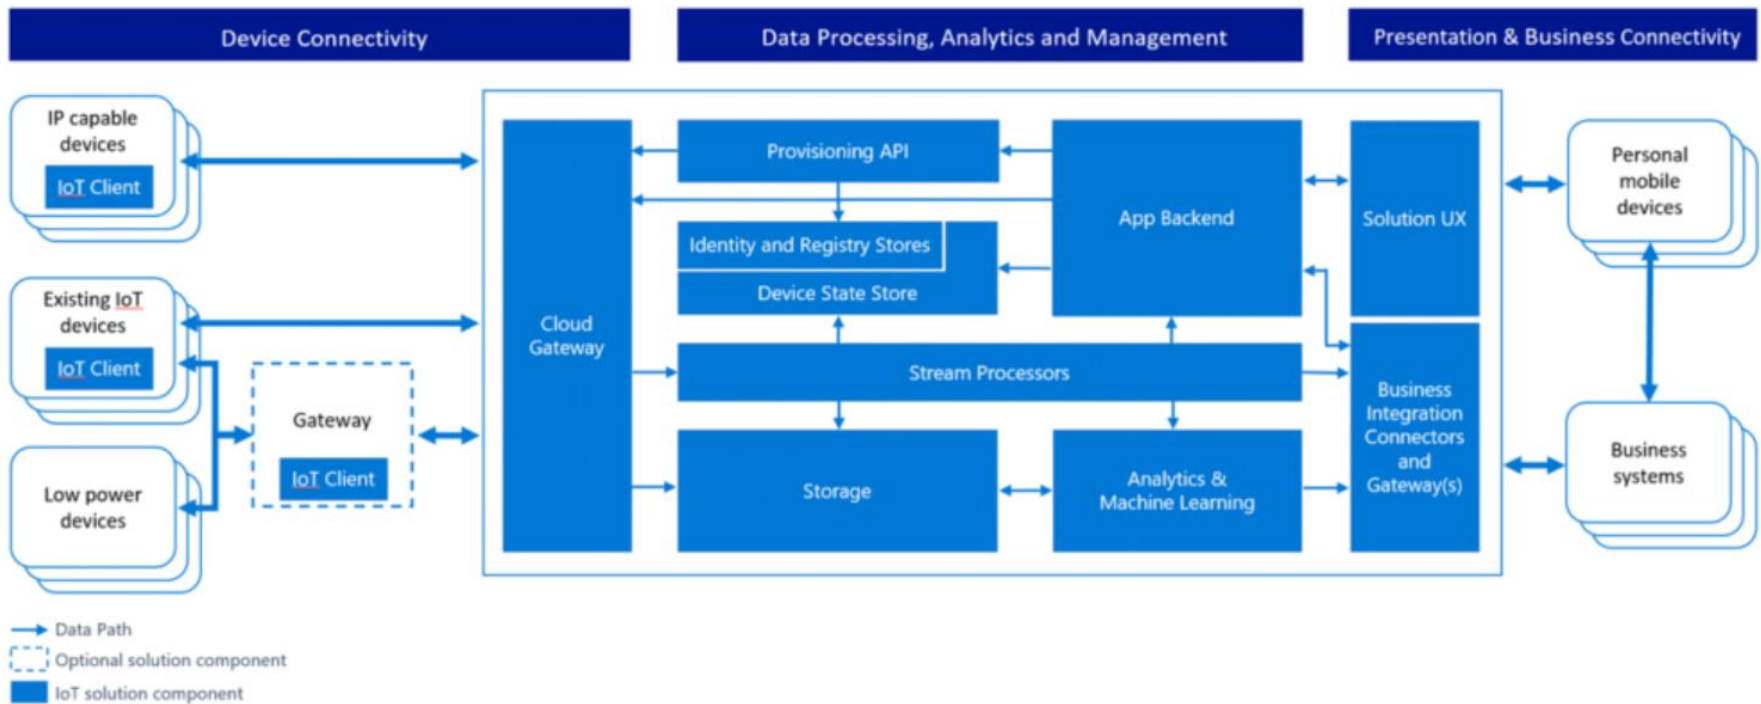 Device Connectivity
Data Processing, Analytics and Management
Presentation & Business Connectivity
IP capable
devices
IoT Client
Existing IoT
devices
IoT Client
Low power
devices
Gateway
IoT Client
Cloud
Gateway
Provisioning API
Identity and Registry Stores
Device State Store
App Backend
Stream Processors
Storage
Analytics &
Machine Learning
Solution UX
Business
Integration
Connectors
and
Gateway(s)
Personal
mobile
devices
Business
systems
Data Path
Optional solution component
IoT solution component